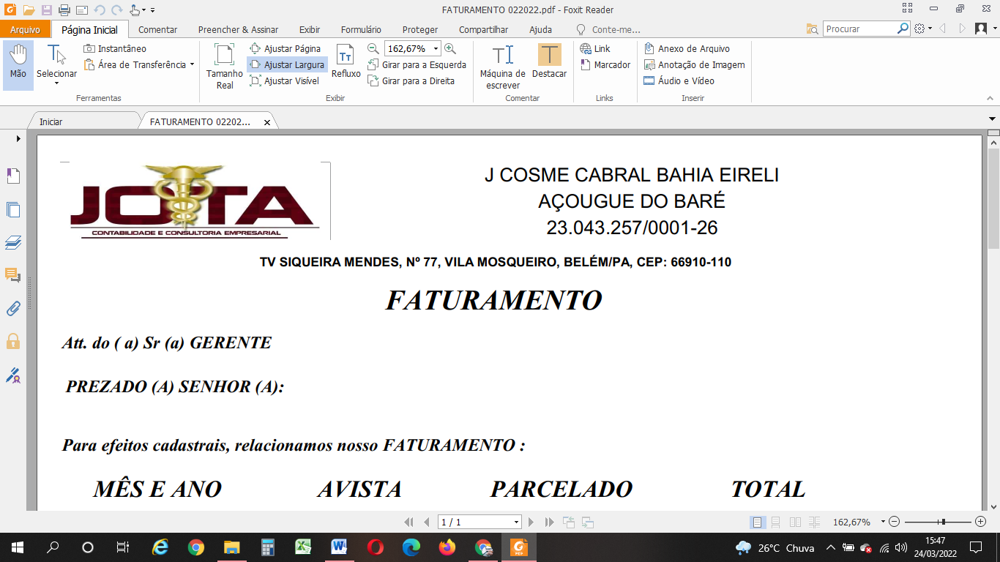 FATURAMENTO 022022.pdf - Foxit Reader
Arquivo Página Inicial Comentar Preencher & Assinar Exibir Formulário Proteger Compartilhar Ajuda Conte-me... Procurar
Mão
Selecionar
Instantâneo
Área de Transferência
Ferramentas
Tamanho
Real
Ajustar Página
Ajustar Largura
Ajustar Visível
Refluxo
162,67%
Girar para a Esquerda
Girar para a Direita
Exibir
Máquina de
escrever
Destacar
Comentar
Link
Marcador
Links
Anexo de Arquivo
Anotação de Imagem
Áudio e Vídeo
Inserir
Iniciar
FATURAMENTO 02202...
JOTA
CONTABILIDADE E CONSULTORIA EMPRESARIAL
J COSME CABRAL BAHIA EIRELI
AÇOUGUE DO BARÉ
23.043.257/0001-26
TV SIQUEIRA MENDES, Nº 77, VILA MOSQUEIRO, BELÉM/PA, CEP: 66910-110
FATURAMENTO
Att. do ( a) Sr (a) GERENTE
PREZADO (A) SENHOR (A):
Para efeitos cadastrais, relacionamos nosso FATURAMENTO :
MÊS E ANO AVISTA PARCELADO TOTAL
1 / 1
162,67%
26°C Chuva
15:47
24/03/2022